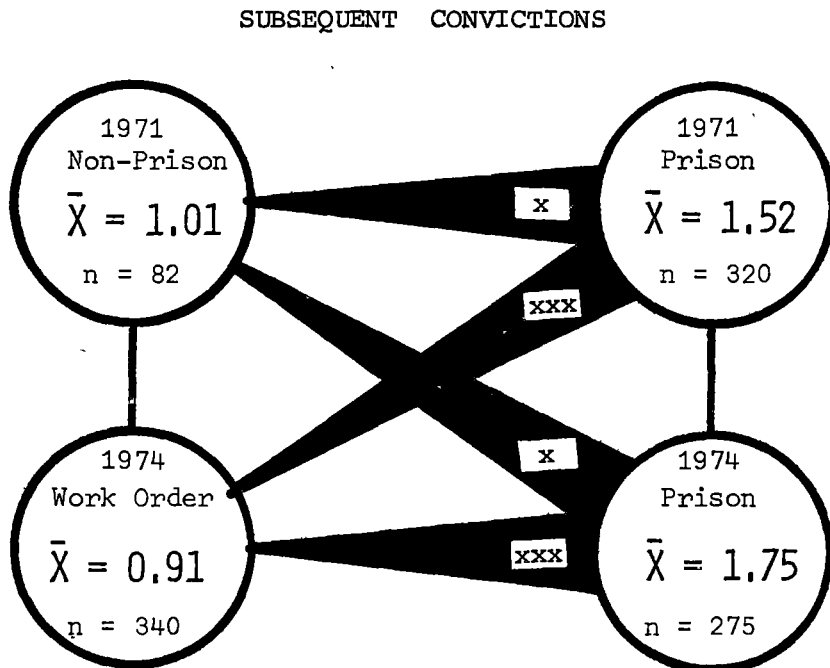 SUBSEQUENT CONVICTIONS
1971
Non-Prison
X̄ = 1.01
n = 82
1971
Prison
X̄ = 1.52
n = 320
x
xxx
x
xxx
1974
Work Order
X̄ = 0.91
n = 340
1974
Prison
X̄ = 1.75
n = 275